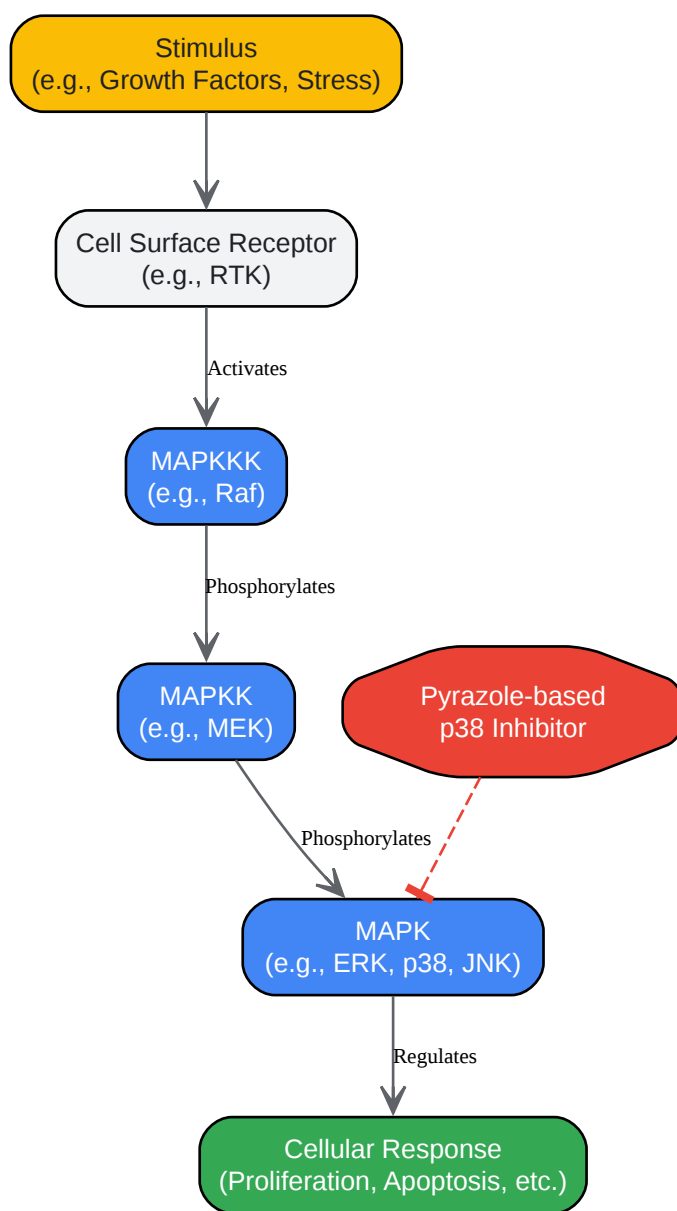 Stimulus
(e.g., Growth Factors, Stress)
Cell Surface Receptor
(e.g., RTK)
Activates
MAPKKK
(e.g., Raf)
Phosphorylates
MAPKK
(e.g., MEK)
Pyrazole-based
p38 Inhibitor
Phosphorylates
MAPK
(e.g., ERK, p38, JNK)
Regulates
Cellular Response
(Proliferation, Apoptosis, etc.)